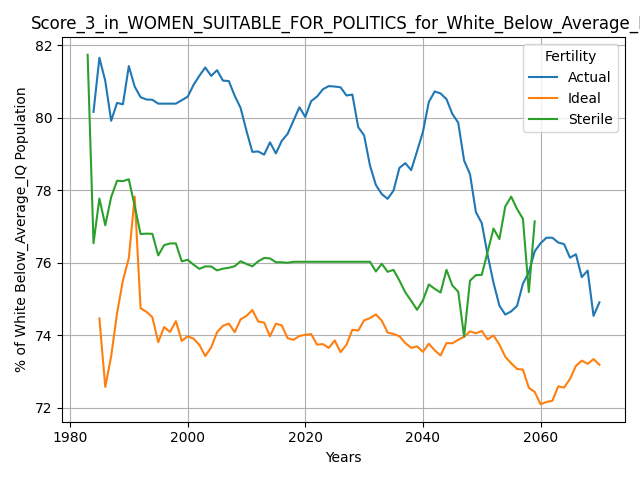 Score_3_in_WOMEN_SUITABLE_FOR_POLITICS_for_White_Below_Average_I
Fertility
Actual
Ideal
Sterile
% of White Below_Average_IQ Population
82
80
78
76
74
72
1980
2000
2020
2040
2060
Years